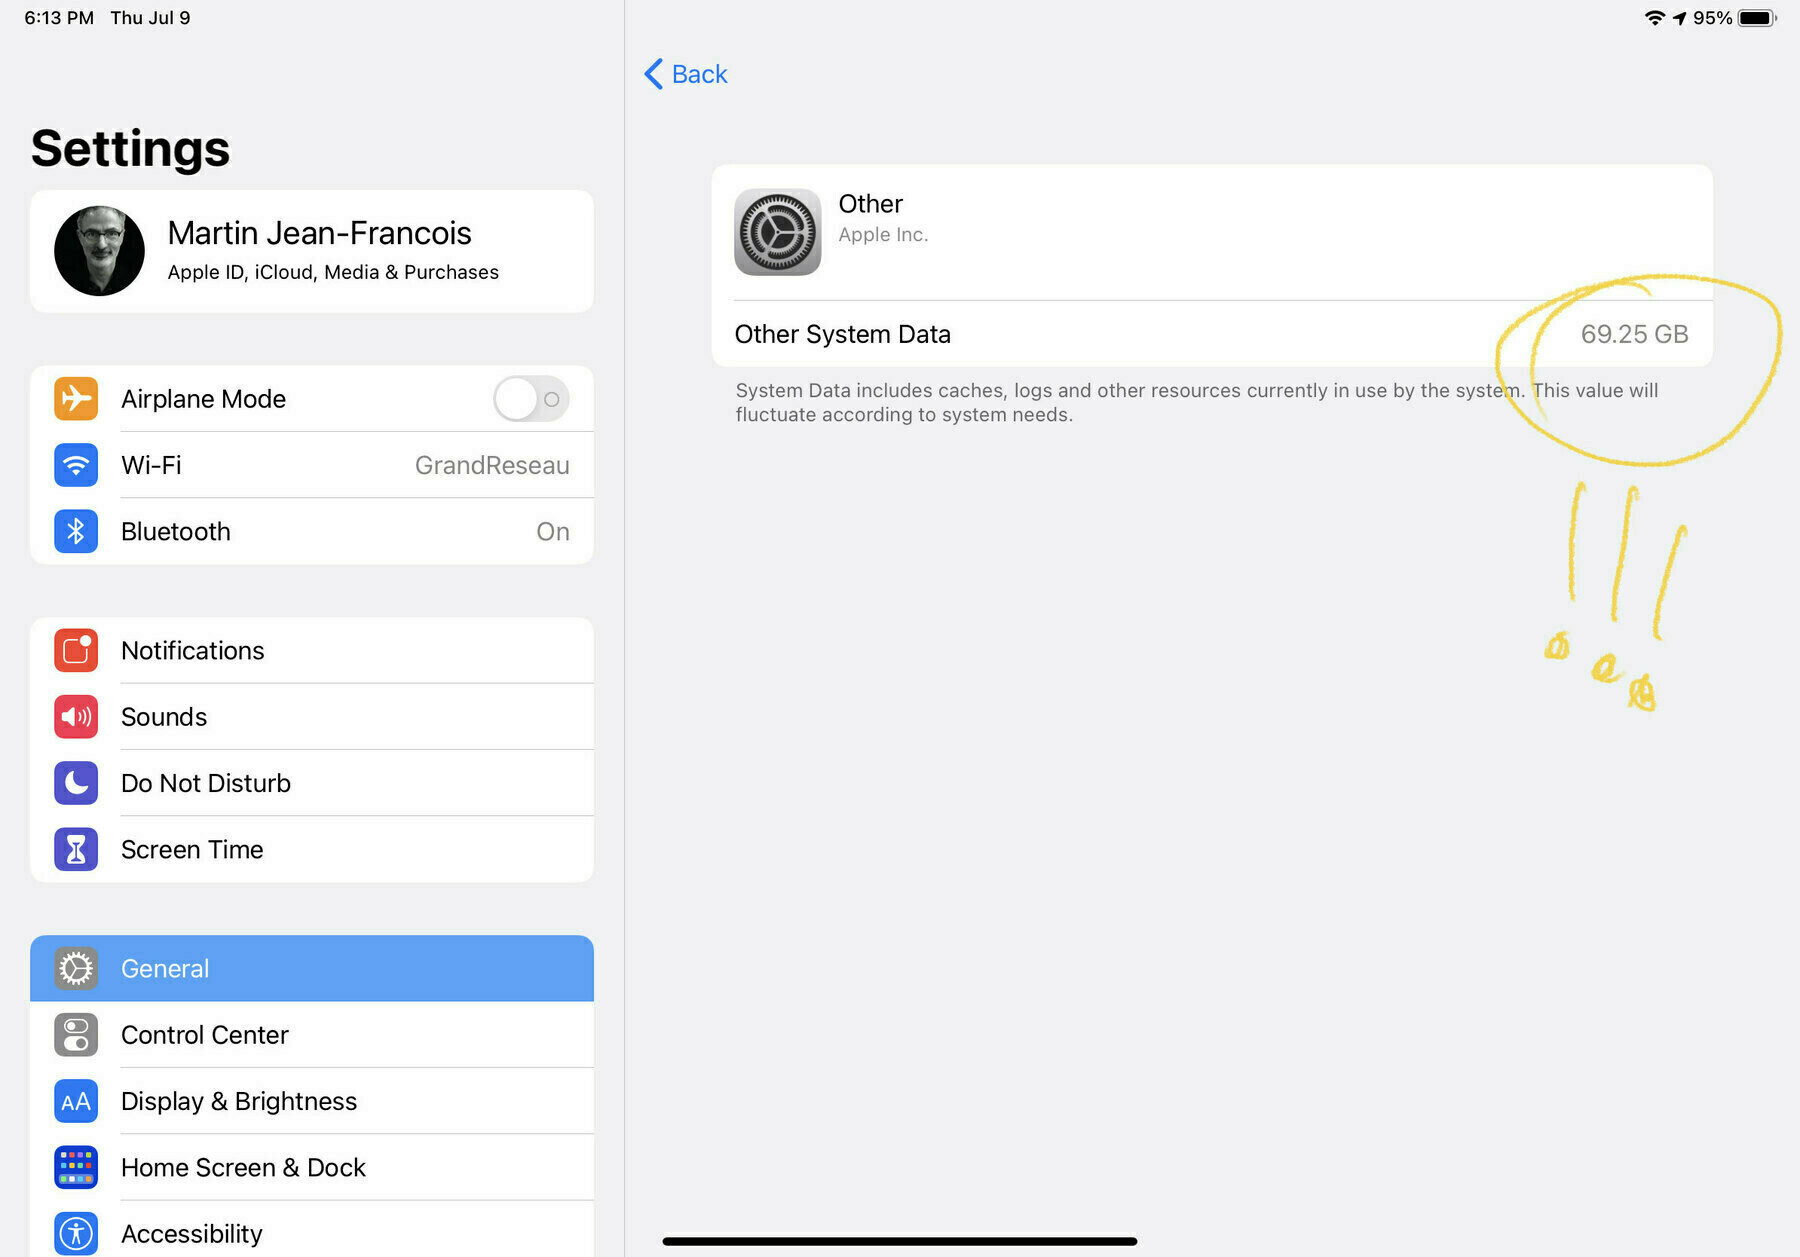 6:13 PM Thu Jul 9
95%
Settings
Martin Jean-Francois
Apple ID, iCloud, Media & Purchases
Airplane Mode
Wi-Fi GrandReseau
Bluetooth On
Notifications
Sounds
Do Not Disturb
Screen Time
General
Control Center
AA Display & Brightness
Home Screen & Dock
Accessibility
Back
Other
Apple Inc.
Other System Data 69.25 GB
System Data includes caches, logs and other resources currently in use by the system. This value will
fluctuate according to system needs.
!!!